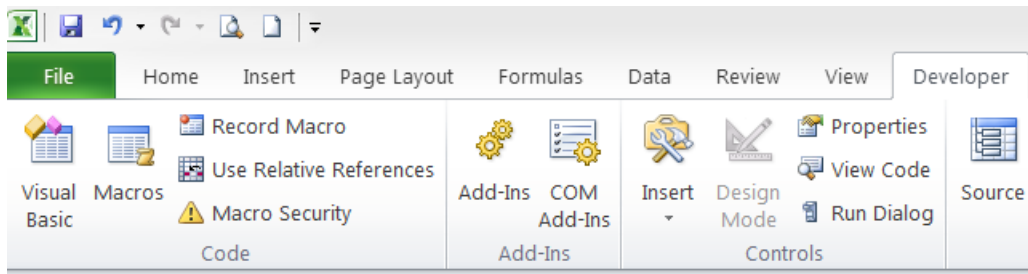 File Home Insert Page Layout Formulas Data Review View Developer
Visual Basic
Macros
Record Macro
Use Relative References
Macro Security
Code
Add-Ins
COM Add-Ins
Add-Ins
Insert
Design Mode
Properties
View Code
Run Dialog
Controls
Source